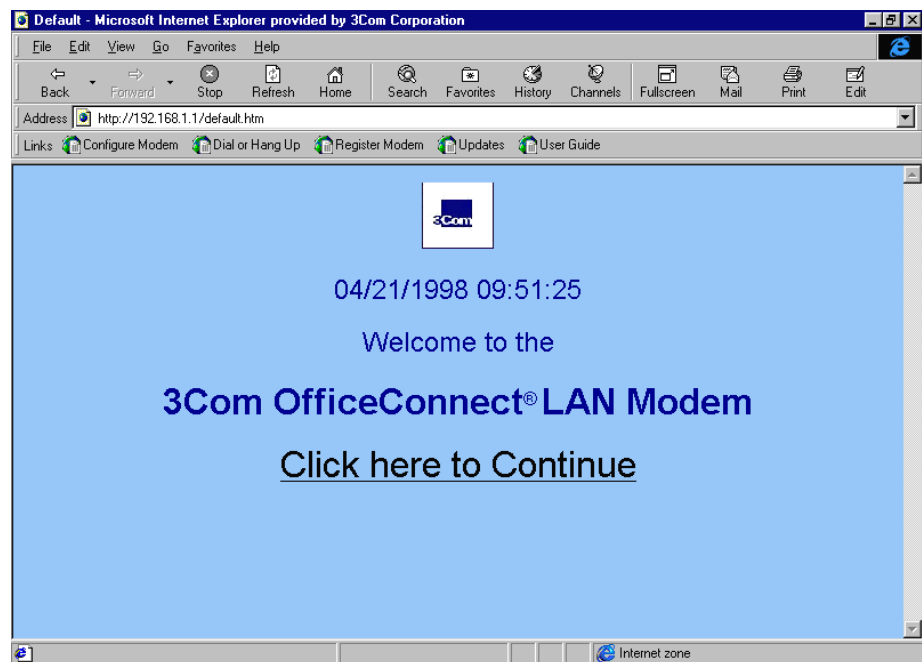 Default - Microsoft Internet Explorer provided by 3Com Corporation
File Edit View Go Favorites Help
Back Forward Stop Refresh Home Search Favorites History Channels Fullscreen Mail Print Edit
Address http://192.168.1.1/default.htm
Links Configure Modem Dial or Hang Up Register Modem Updates User Guide
3Com
04/21/1998 09:51:25
Welcome to the
3Com OfficeConnect® LAN Modem
Click here to Continue
Internet zone